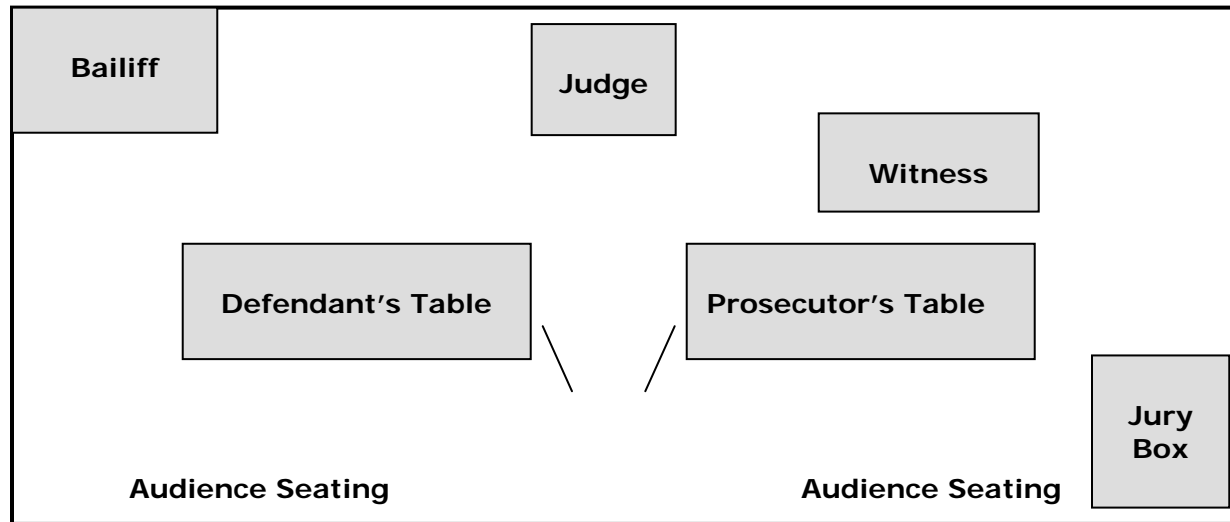 Bailiff
Judge
Witness
Defendant’s Table
Prosecutor’s Table
Jury
Box
Audience Seating
Audience Seating